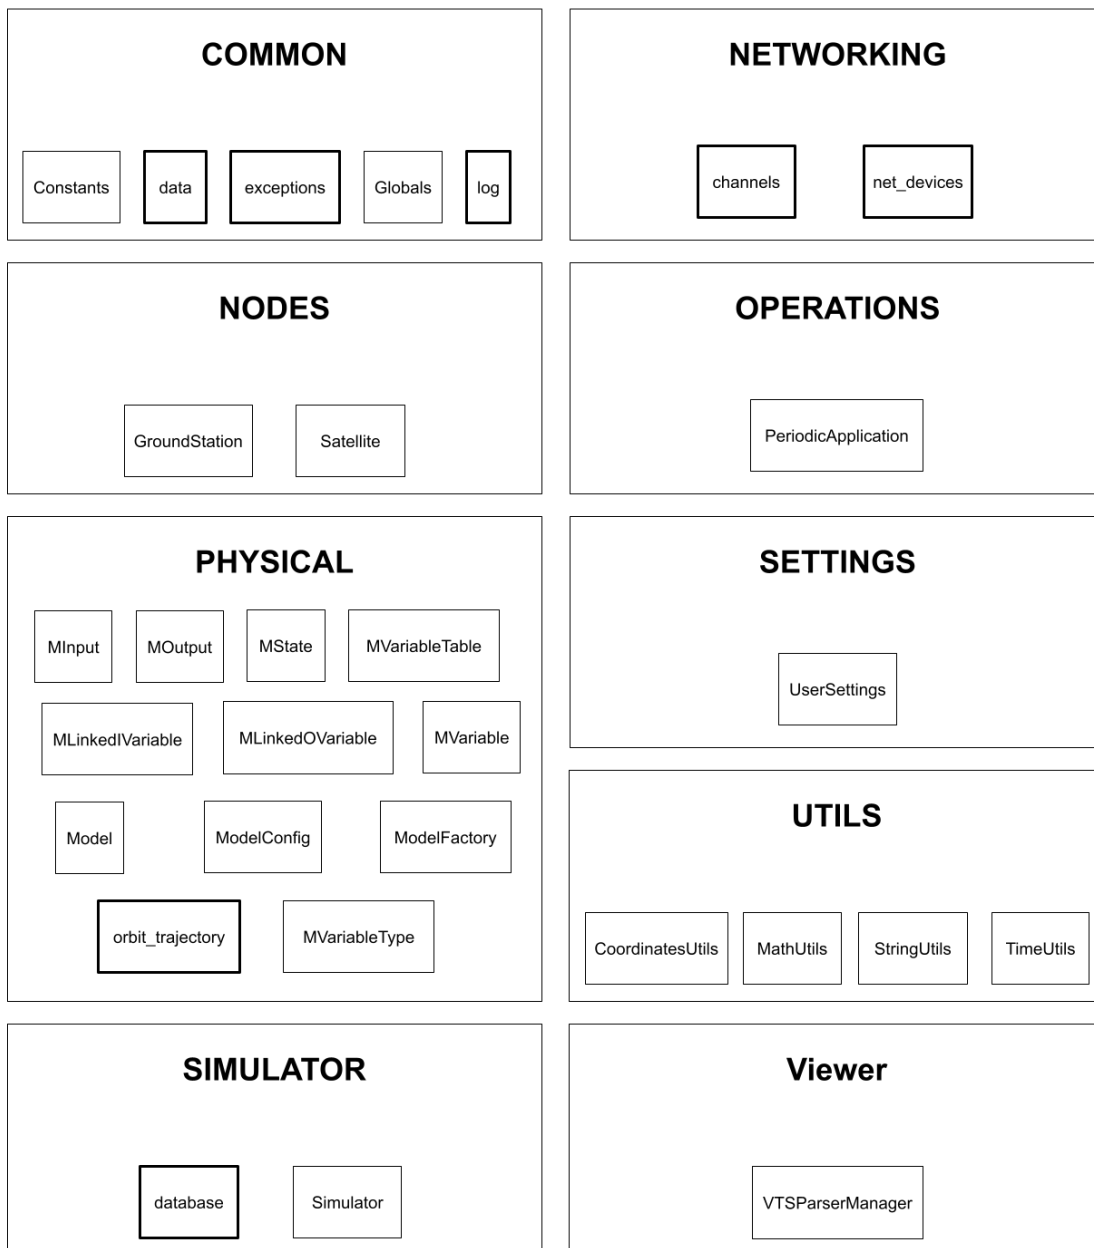 COMMON
Constants
data
exceptions
Globals
log
NETWORKING
channels
net_devices
NODES
GroundStation
Satellite
OPERATIONS
PeriodicApplication
PHYSICAL
MInput
MOutput
MState
MVariableTable
MLinkedIVariable
MLinkedOVariable
MVariable
Model
ModelConfig
ModelFactory
orbit_trajectory
MVariableType
SETTINGS
UserSettings
UTILS
CoordinatesUtils
MathUtils
StringUtils
TimeUtils
SIMULATOR
database
Simulator
Viewer
VTSParserManager